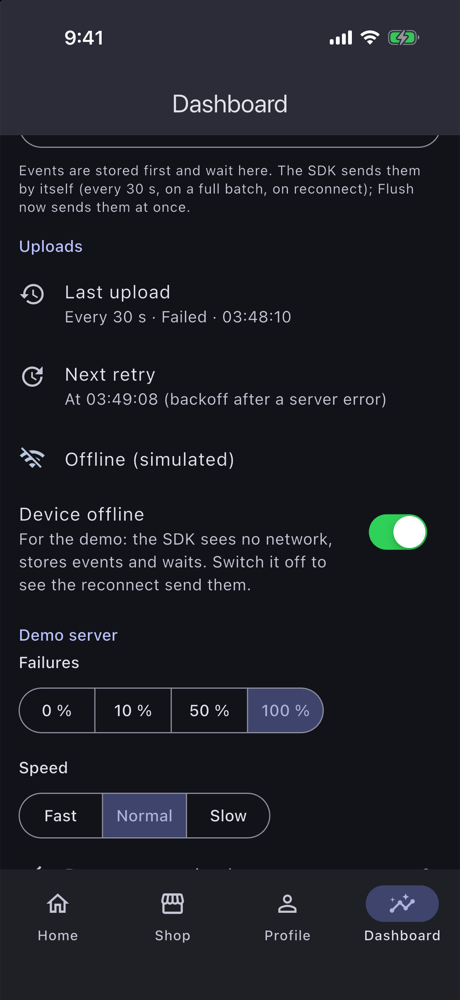 9:41
Dashboard
Events are stored first and wait here. The SDK sends them
by itself (every 30 s, on a full batch, on reconnect); Flush
now sends them at once.
Uploads
Last upload
Every 30 s · Failed · 03:48:10
Next retry
At 03:49:08 (backoff after a server error)
Offline (simulated)
Device offline
For the demo: the SDK sees no network,
stores events and waits. Switch it off to
see the reconnect send them.
Demo server
Failures
0 % 10 % 50 % 100 %
Speed
Fast Normal Slow
Home Shop Profile Dashboard